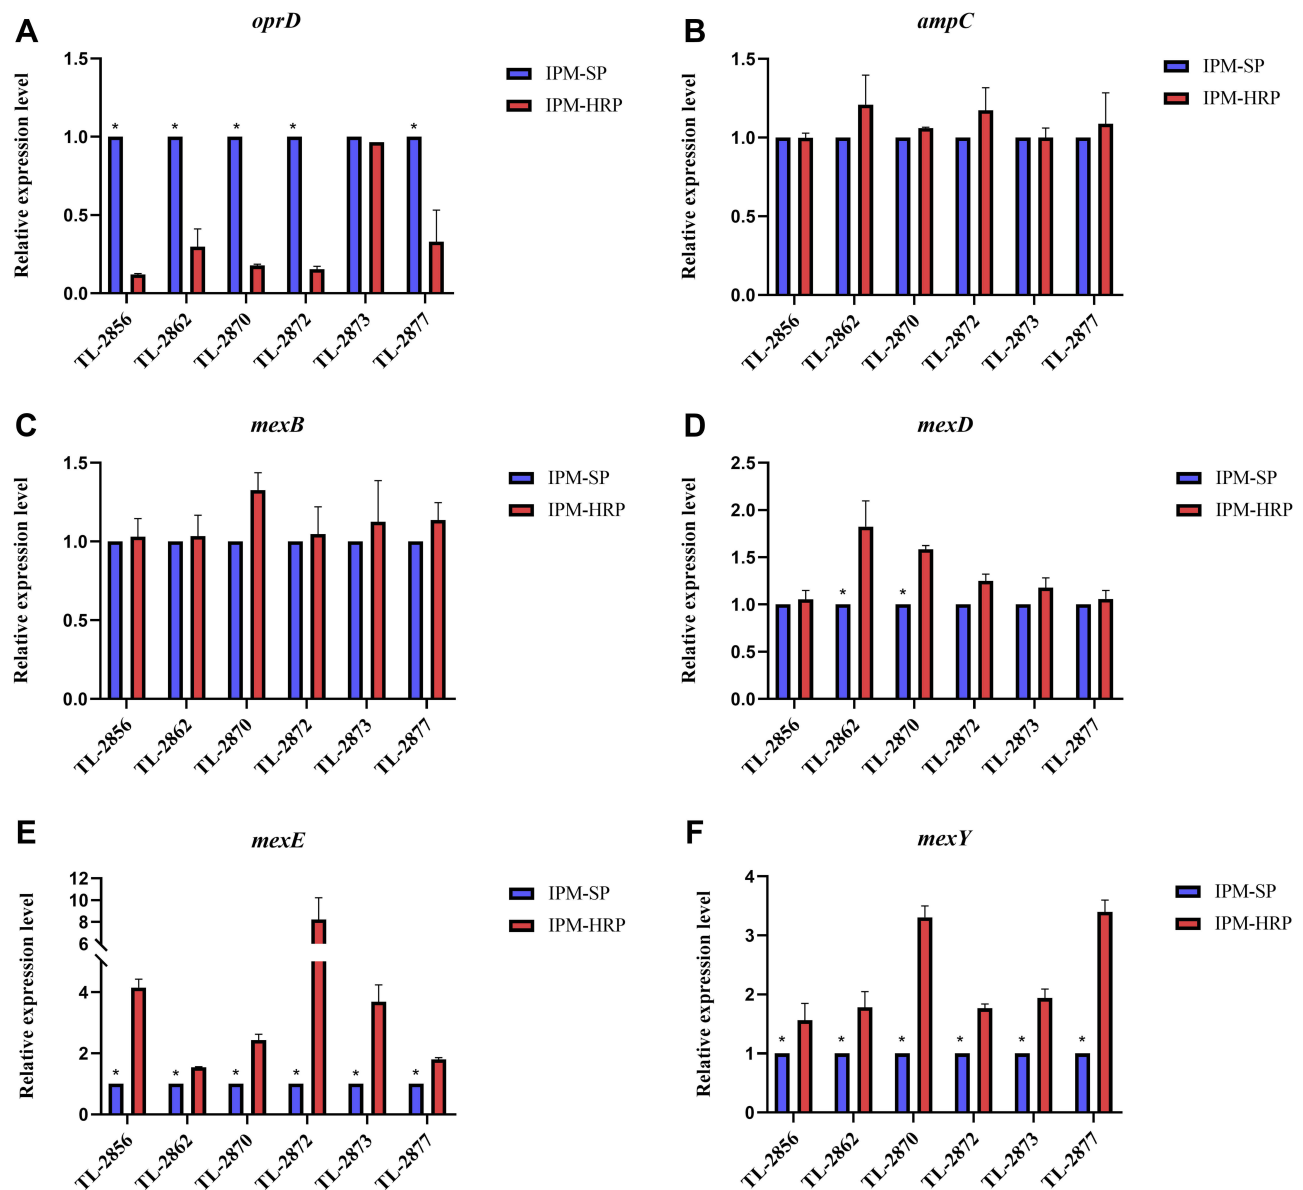 A
oprD
Relative expression level
1.5
1.0
0.5
0.0
* * * * *
TL-2856
TL-2862
TL-2870
TL-2872
TL-2873
TL-2877
IPM-SP
IPM-HRP
B
ampC
Relative expression level
1.5
1.0
0.5
0.0
TL-2856
TL-2862
TL-2870
TL-2872
TL-2873
TL-2877
IPM-SP
IPM-HRP
C
mexB
Relative expression level
1.5
1.0
0.5
0.0
TL-2856
TL-2862
TL-2870
TL-2872
TL-2873
TL-2877
IPM-SP
IPM-HRP
D
mexD
Relative expression level
2.5
2.0
1.5
1.0
0.5
0.0
* *
TL-2856
TL-2862
TL-2870
TL-2872
TL-2873
TL-2877
IPM-SP
IPM-HRP
E
mexE
Relative expression level
12
10
8
6
4
2
0
* * * * * *
TL-2856
TL-2862
TL-2870
TL-2872
TL-2873
TL-2877
IPM-SP
IPM-HRP
F
mexY
Relative expression level
4
3
2
1
0
* * * * * *
TL-2856
TL-2862
TL-2870
TL-2872
TL-2873
TL-2877
IPM-SP
IPM-HRP